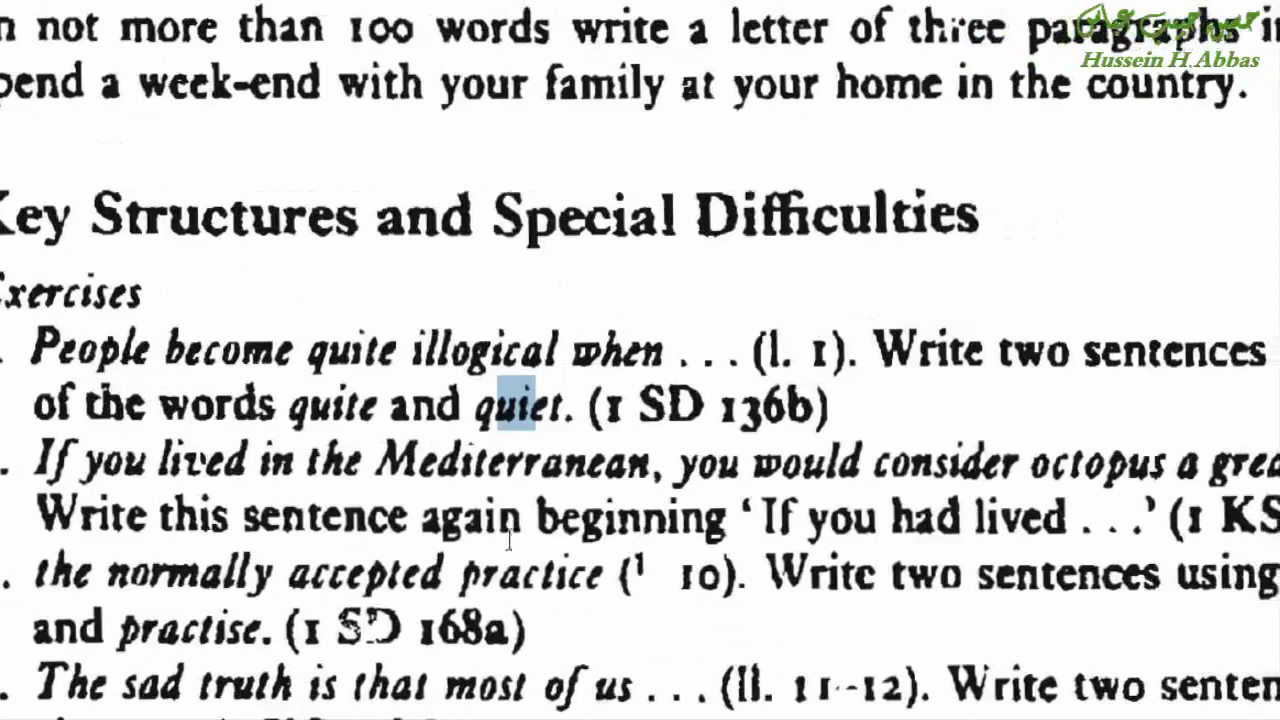 n not more than 100 words write a letter of three paragraphs in
pend a week-end with your family at your home in the country.
Hussein H.Abbas
Key Structures and Special Difficulties
Exercises
. People become quite illogical when . . . (l. 1). Write two sentences
of the words quite and quiet. (1 SD 136b)
. If you lived in the Mediterranean, you would consider octopus a grea
Write this sentence again beginning ‘If you had lived . . .’ (1 KS
. the normally accepted practice (l 10). Write two sentences using
and practise. (1 SD 168a)
. The sad truth is that most of us . . . (ll. 11-12). Write two senten